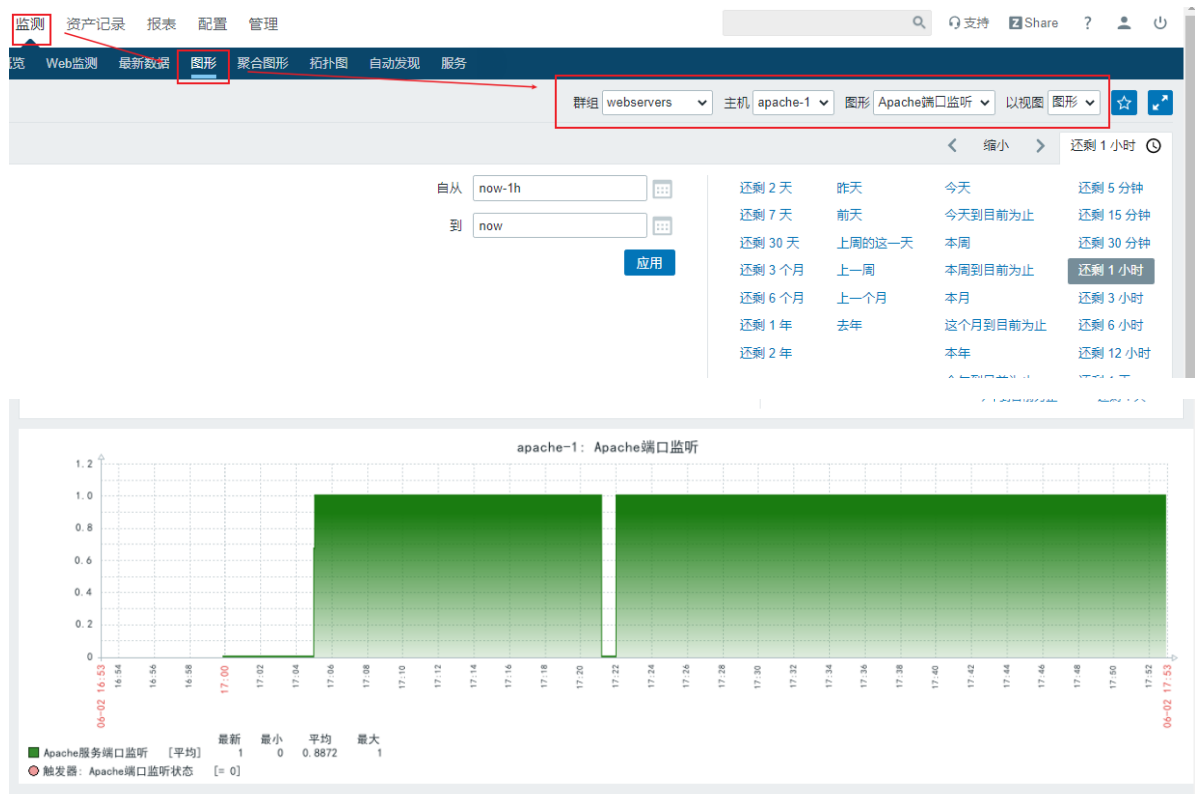 监测 资产记录 报表 配置 管理 支持 Z Share ?
览 Web监测 最新数据 图形 聚合图形 拓扑图 自动发现 服务
群组 webservers 主机 apache-1 图形 Apache端口监听 以视图 图形
缩小 还剩 1 小时
自从 now-1h
到 now
应用
还剩 2 天 昨天 今天 还剩 5 分钟
还剩 7 天 前天 今天到目前为止 还剩 15 分钟
还剩 30 天 上周的这一天 本周 还剩 30 分钟
还剩 3 个月 上一周 本周到目前为止 还剩 1 小时
还剩 6 个月 上一个月 本月 还剩 3 小时
还剩 1 年 去年 这个月到目前为止 还剩 6 小时
还剩 2 年 本年 还剩 12 小时
apache-1: Apache端口监听
1.2
1.0
0.8
0.6
0.4
0.2
0
06-02 16:53 16:54 16:56 16:58 17:00 17:02 17:04 17:06 17:08 17:10 17:12 17:14 17:16 17:18 17:20 17:22 17:24 17:26 17:28 17:30 17:32 17:34 17:36 17:38 17:40 17:42 17:44 17:46 17:48 17:50 17:52 06-02 17:53
最新 最小 平均 最大
Apache服务端口监听 [平均] 1 0 0.8872 1
触发器: Apache端口监听状态 [= 0]